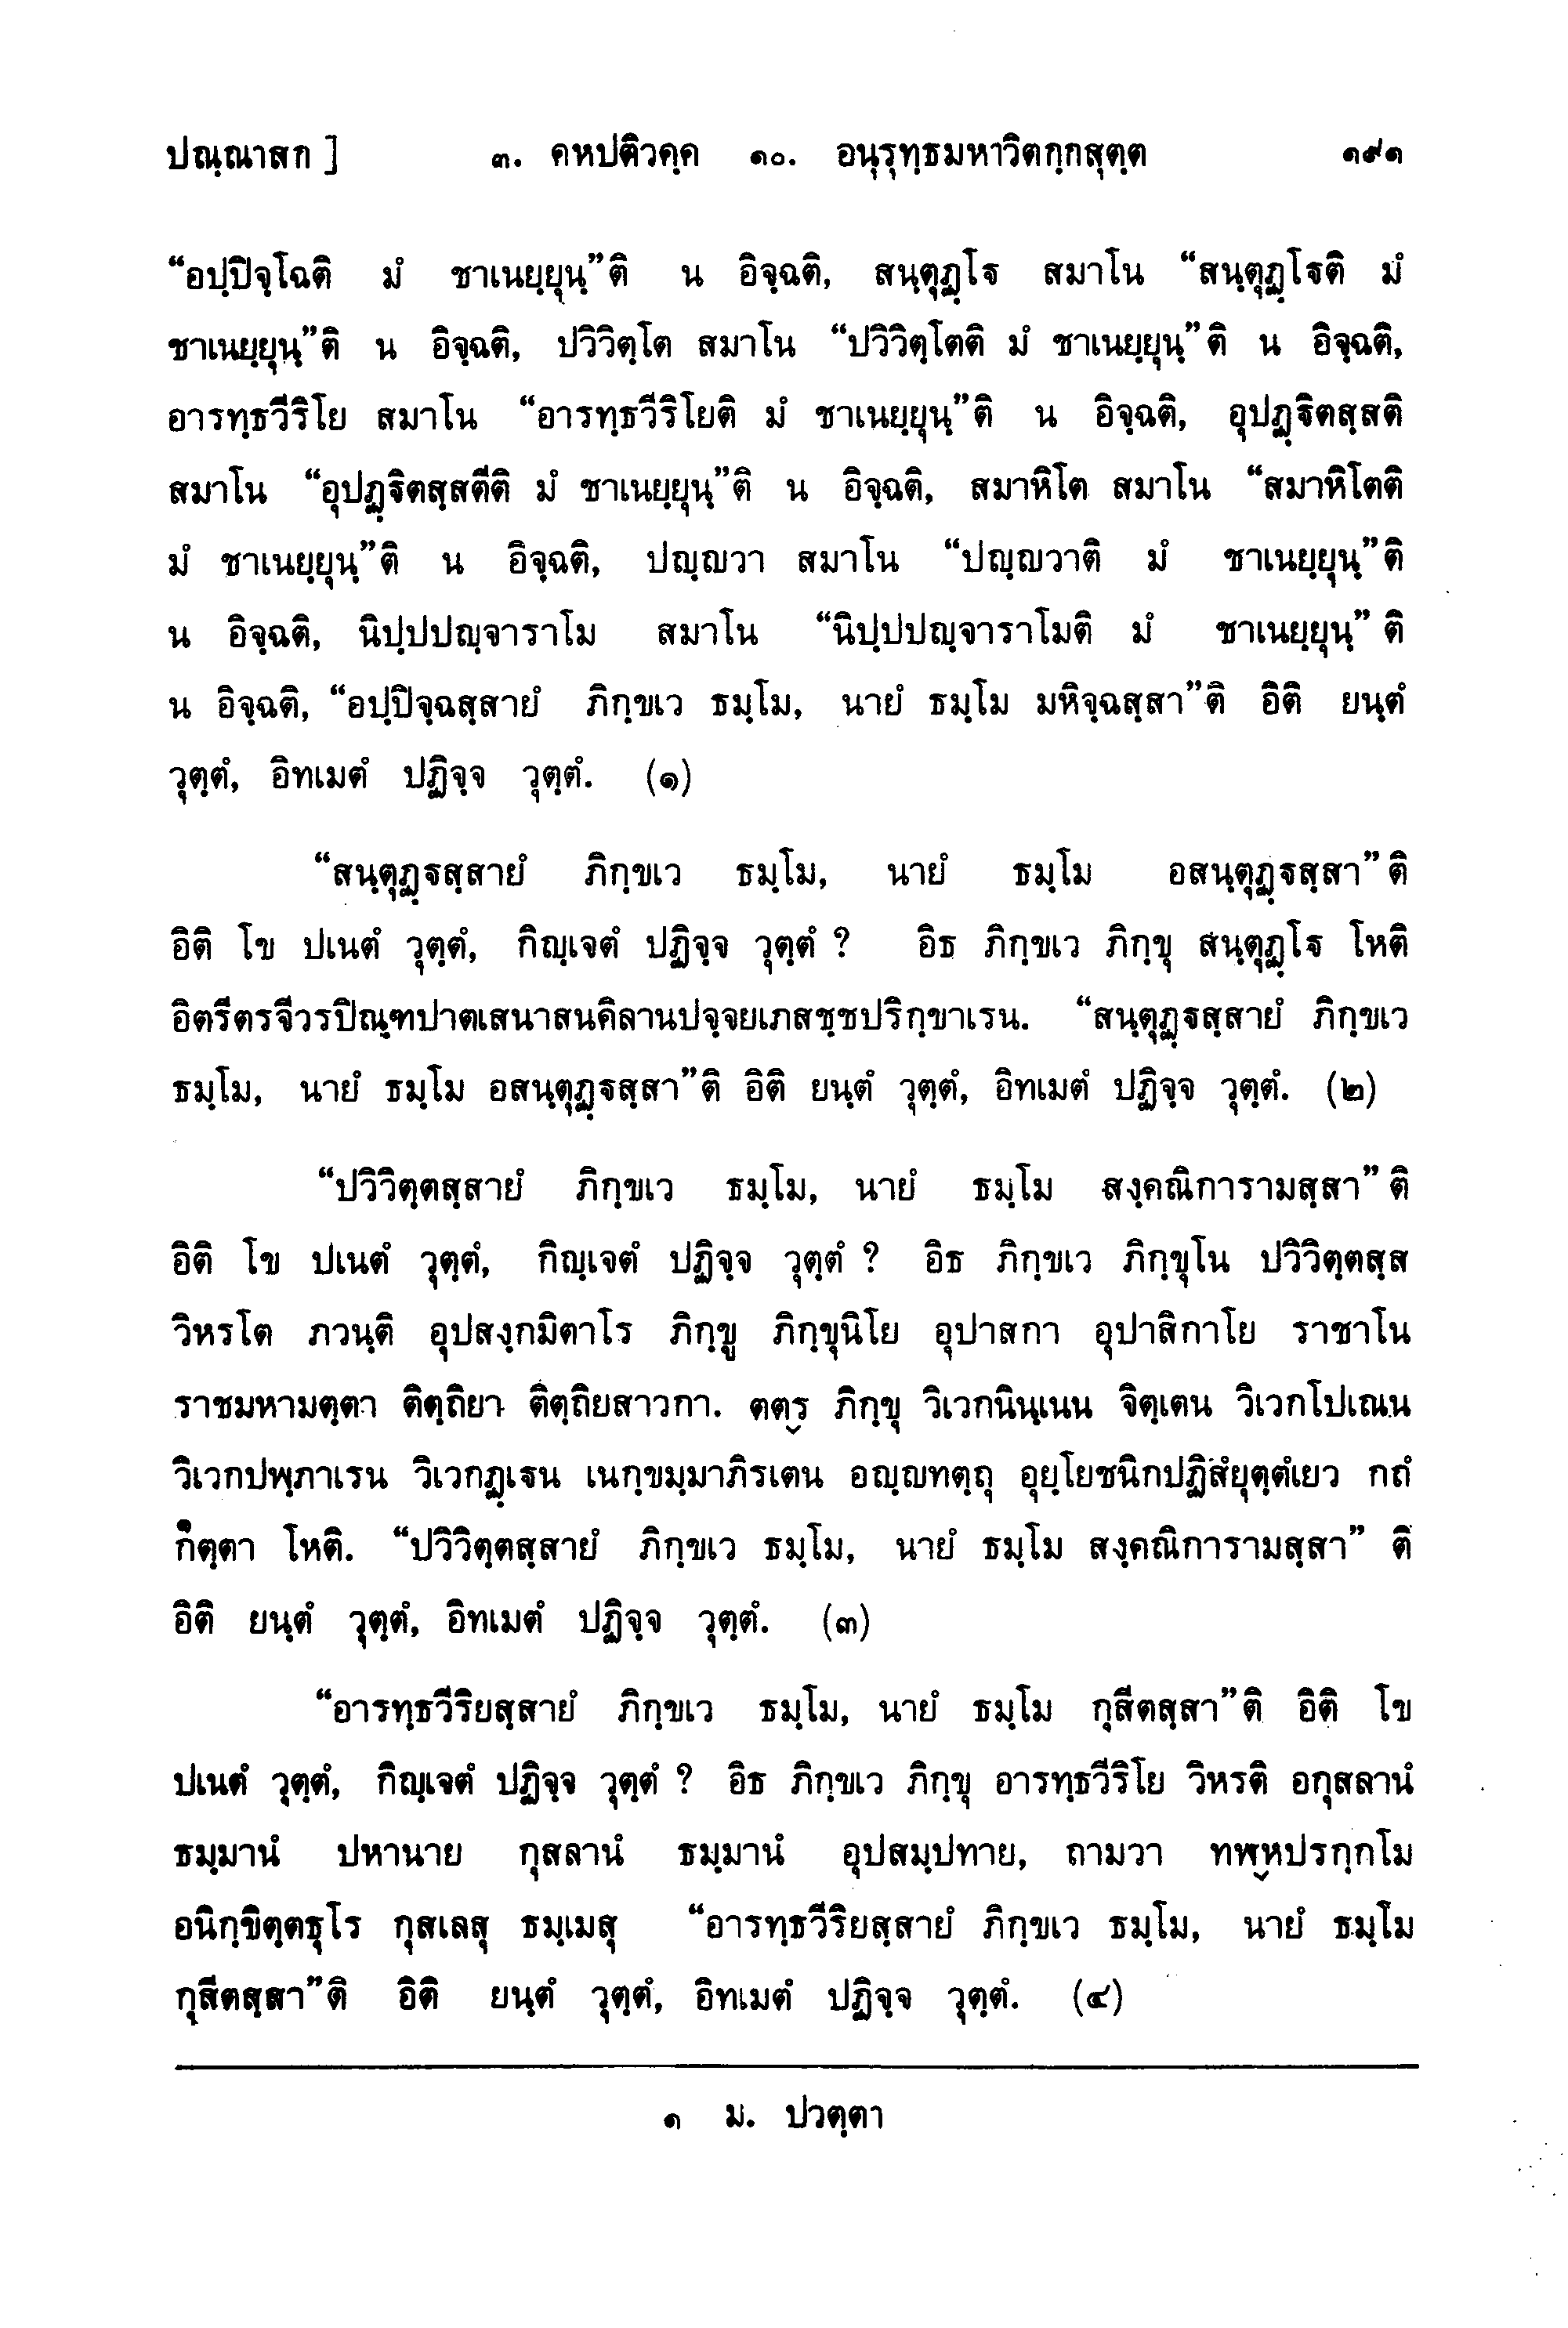 ปณฺณาสก ] ๓. คหปติวคฺค ๑๐. อนุรุทฺธมหาวิตกฺกสุตฺต ๑๙๑
“อปฺปิจฺโฉติ มํ ชาเนยฺยุนฺ”ติ น อิจฺฉติ, สนฺตุฏฺโฐ สมาโน “สนฺตุฏฺโฐติ มํ
ชาเนยฺยุนฺ”ติ น อิจฺฉติ, ปวิวิตฺโต สมาโน “ปวิวิตฺโตติ มํ ชาเนยฺยุนฺ”ติ น อิจฺฉติ,
อารทฺธวีริโย สมาโน “อารทฺธวีริโยติ มํ ชาเนยฺยุนฺ”ติ น อิจฺฉติ, อุปฏฺฐิตสฺสติ
สมาโน “อุปฏฺฐิตสฺสตีติ มํ ชาเนยฺยุนฺ”ติ น อิจฺฉติ, สมาหิโต สมาโน “สมาหิโตติ
มํ ชาเนยฺยุนฺ”ติ น อิจฺฉติ, ปญฺญวา สมาโน “ปญฺญวาติ มํ ชาเนยฺยุนฺ”ติ
น อิจฺฉติ, นิปฺปปญฺจาราโม สมาโน “นิปฺปปญฺจาราโมติ มํ ชาเนยฺยุนฺ” ติ
น อิจฺฉติ, “อปฺปิจฺฉสฺสายํ ภิกฺขเว ธมฺโม, นายํ ธมฺโม มหิจฺฉสฺสา”ติ อิติ ยนฺตํ
วุตฺตํ, อิทเมตํ ปฏิจฺจ วุตฺตํ. (๑)
“สนฺตุฏฺฐสฺสายํ ภิกฺขเว ธมฺโม, นายํ ธมฺโม อสนฺตุฏฺฐสฺสา” ติ
อิติ โข ปเนตํ วุตฺตํ, กิญฺเจตํ ปฏิจฺจ วุตฺตํ ? อิธ ภิกฺขเว ภิกฺขุ สนฺตุฏฺโฐ โหติ
อิตรีตรจีวรปิณฺฑปาตเสนาสนคิลานปจฺจยเภสชฺชปริกฺขาเรน. “สนฺตุฏฺฐสฺสายํ ภิกฺขเว
ธมฺโม, นายํ ธมฺโม อสนฺตุฏฺฐสฺสา”ติ อิติ ยนฺตํ วุตฺตํ, อิทเมตํ ปฏิจฺจ วุตฺตํ. (๒)
“ปวิวิตฺตสฺสายํ ภิกฺขเว ธมฺโม, นายํ ธมฺโม สงฺคณิการามสฺสา” ติ
อิติ โข ปเนตํ วุตฺตํ, กิญฺเจตํ ปฏิจฺจ วุตฺตํ ? อิธ ภิกฺขเว ภิกฺขุโน ปวิวิตฺตสฺส
วิหรโต ภวนฺติ อุปสงฺกมิตาโร ภิกฺขู ภิกฺขุนิโย อุปาสกา อุปาสิกาโย ราชาโน
ราชมหามตฺตา ติตฺถิยา ติตฺถิยสาวกา. ตตฺร ภิกฺขุ วิเวกนินฺเนน จิตฺเตน วิเวกโปเณน
วิเวกปพฺภาเรน วิเวกฏฺเฐน เนกฺขมฺมาภิรเตน อญฺญทตฺถุ อุยฺโยชนิกปฏิสํยุตฺตํเยว กถํ
กิตฺตา๑ โหติ. “ปวิวิตฺตสฺสายํ ภิกฺขเว ธมฺโม, นายํ ธมฺโม สงฺคณิการามสฺสา” ติ
อิติ ยนฺตํ วุตฺตํ, อิทเมตํ ปฏิจฺจ วุตฺตํ. (๓)
“อารทฺธวีริยสฺสายํ ภิกฺขเว ธมฺโม, นายํ ธมฺโม กุสีตสฺสา”ติ อิติ โข
ปเนตํ วุตฺตํ, กิญฺเจตํ ปฏิจฺจ วุตฺตํ ? อิธ ภิกฺขเว ภิกฺขุ อารทฺธวีริโย วิหรติ อกุสลานํ
ธมฺมานํ ปหานาย กุสลานํ ธมฺมานํ อุปสมฺปทาย, ถามวา ทพฺหปรกฺกโม
อนิกฺขิตฺตธุโร กุสเลสุ ธมฺเมสุ “อารทฺธวีริยสฺสายํ ภิกฺขเว ธมฺโม, นายํ ธมฺโม
กุสีตสฺสา”ติ อิติ ยนฺตํ วุตฺตํ, อิทเมตํ ปฏิจฺจ วุตฺตํ. (๔)
๑ ม. ปวตฺตา